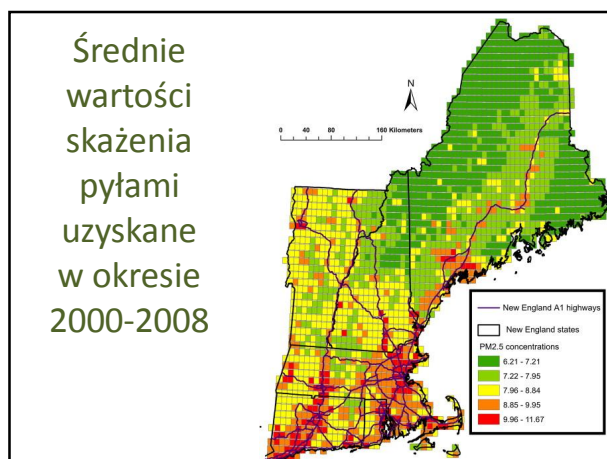 Średnie
wartości
skażenia
pyłami
uzyskane
w okresie
2000-2008
N
0 40 80 160 Kilometers
New England A1 highways
New England states
PM2.5 concentrations
6.21 - 7.21
7.22 - 7.95
7.96 - 8.84
8.85 - 9.95
9.96 - 11.67